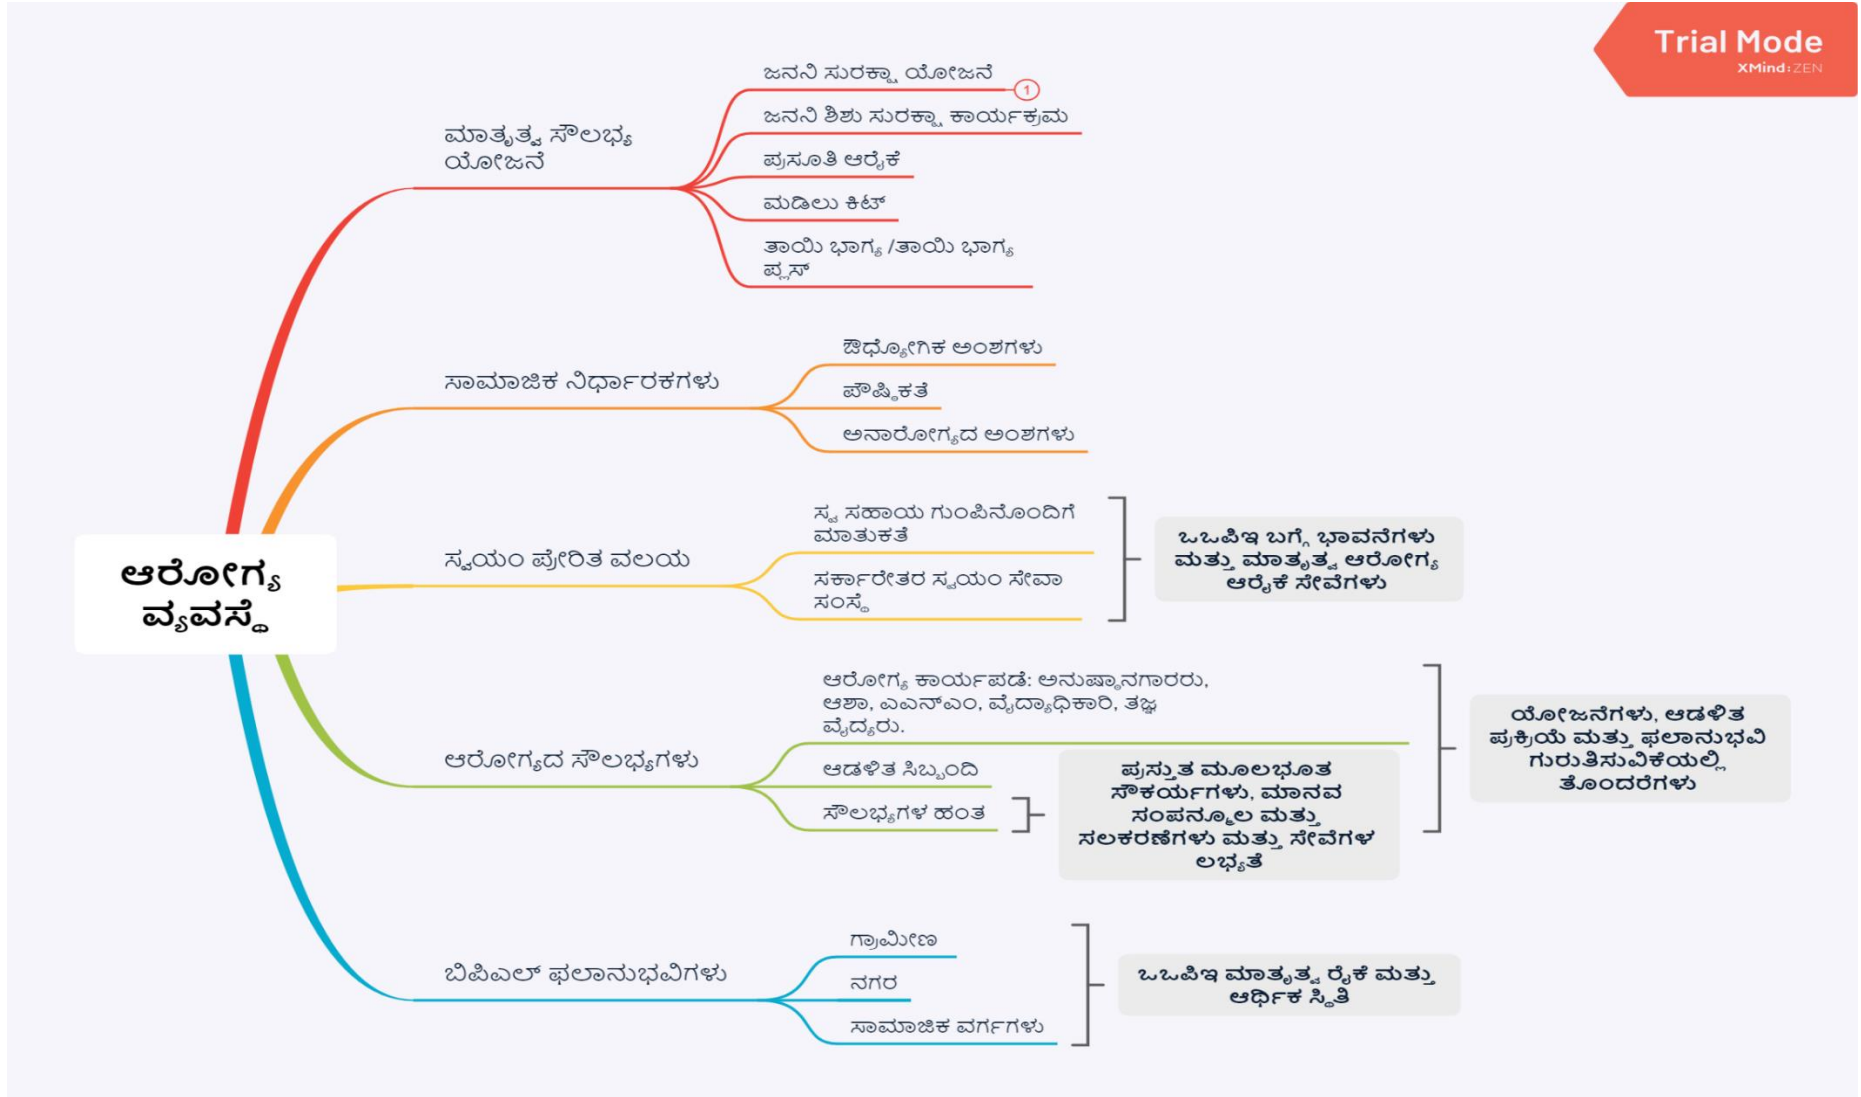 Trial Mode
XMind:ZEN
ಜನನಿ ಸುರಕ್ಷಾ ಯೋಜನೆ
1
ಜನನಿ ಶಿಶು ಸುರಕ್ಷಾ ಕಾರ್ಯಕ್ರಮ
ಮಾತೃತ್ವ ಸೌಲಭ್ಯ
ಯೋಜನೆ
ಪ್ರಸೂತಿ ಆರೈಕೆ
ಮಡಿಲು ಕಿಟ್
ತಾಯಿ ಭಾಗ್ಯ /ತಾಯಿ ಭಾಗ್ಯ
ಪ್ಲಸ್
ಸಾಮಾಜಿಕ ನಿರ್ಧಾರಕಗಳು
ಔಧ್ಯೋಗಿಕ ಅಂಶಗಳು
ಪೌಷ್ಠಿಕತೆ
ಅನಾರೋಗ್ಯದ ಅಂಶಗಳು
ಆರೋಗ್ಯ
ವ್ಯವಸ್ಥೆ
ಸ್ವಯಂ ಪ್ರೇರಿತ ವಲಯ
ಸ್ವ ಸಹಾಯ ಗುಂಪಿನೊಂದಿಗೆ
ಮಾತುಕತೆ
ಸರ್ಕಾರೇತರ ಸ್ವಯಂ ಸೇವಾ
ಸಂಸ್ಥೆ
ಒಒಪಿಇ ಬಗ್ಗೆ ಭಾವನೆಗಳು
ಮತ್ತು ಮಾತೃತ್ವ ಆರೋಗ್ಯ
ಆರೈಕೆ ಸೇವೆಗಳು
ಆರೋಗ್ಯದ ಸೌಲಭ್ಯಗಳು
ಆರೋಗ್ಯ ಕಾರ್ಯಪಡೆ: ಅನುಷ್ಠಾನಗಾರರು,
ಆಶಾ, ಎಎನ್ಎಂ, ವೈದ್ಯಾಧಿಕಾರಿ, ತಜ್ಞ
ವೈದ್ಯರು.
ಆಡಳಿತ ಸಿಬ್ಬಂದಿ
ಸೌಲಭ್ಯಗಳ ಹಂತ
ಪ್ರಸ್ತುತ ಮೂಲಭೂತ
ಸೌಕರ್ಯಗಳು, ಮಾನವ
ಸಂಪನ್ಮೂಲ ಮತ್ತು
ಸಲಕರಣೆಗಳು ಮತ್ತು ಸೇವೆಗಳ
ಲಭ್ಯತೆ
ಯೋಜನೆಗಳು, ಆಡಳಿತ
ಪ್ರಕ್ರಿಯೆ ಮತ್ತು ಫಲಾನುಭವಿ
ಗುರುತಿಸುವಿಕೆಯಲ್ಲಿ
ತೊಂದರೆಗಳು
ಬಿಪಿಎಲ್ ಫಲಾನುಭವಿಗಳು
ಗ್ರಾಮೀಣ
ನಗರ
ಸಾಮಾಜಿಕ ವರ್ಗಗಳು
ಒಒಪಿಇ ಮಾತೃತ್ವ ರೈಕೆ ಮತ್ತು
ಆರ್ಥಿಕ ಸ್ಥಿತಿ